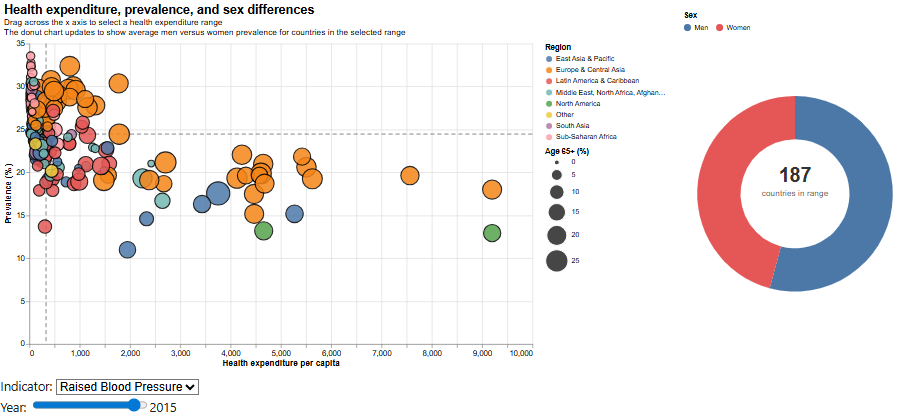 Health expenditure, prevalence, and sex differences
Drag across the x axis to select a health expenditure range
The donut chart updates to show average men versus women prevalence for countries in the selected range
35
30
25
20
15
10
5
0
Prevalence (%)
0 1,000 2,000 3,000 4,000 5,000 6,000 7,000 8,000 9,000 10,000
Health expenditure per capita
Region
East Asia & Pacific
Europe & Central Asia
Latin America & Caribbean
Middle East, North Africa, Afghan…
North America
Other
South Asia
Sub-Saharan Africa
Age 65+ (%)
0
5
10
15
20
25
Sex
Men Women
187
countries in range
Indicator: Raised Blood Pressure
Year: 2015